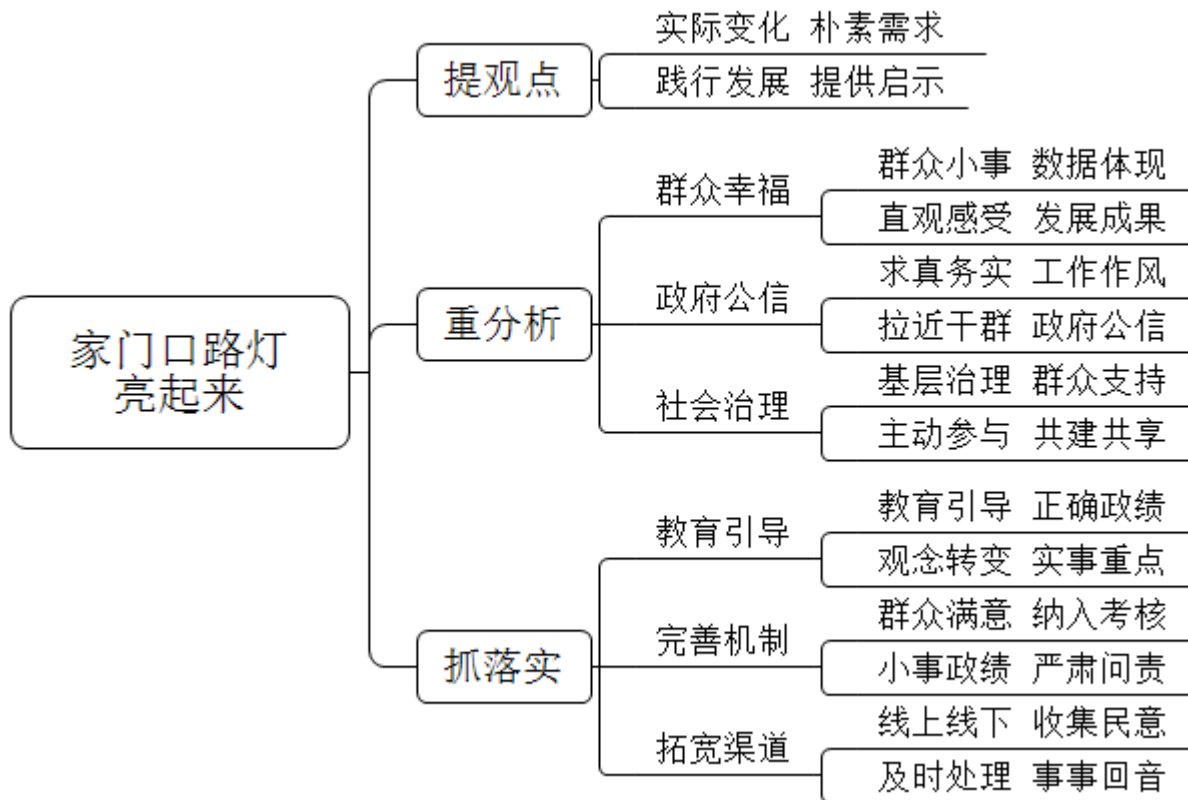 家门口路灯
亮起来
提观点
实际变化 朴素需求
践行发展 提供启示
重分析
群众幸福
群众小事 数据体现
直观感受 发展成果
政府公信
求真务实 工作作风
拉近干群 政府公信
社会治理
基层治理 群众支持
主动参与 共建共享
抓落实
教育引导
教育引导 正确政绩
观念转变 实事重点
完善机制
群众满意 纳入考核
小事政绩 严肃问责
拓宽渠道
线上线下 收集民意
及时处理 事事回音